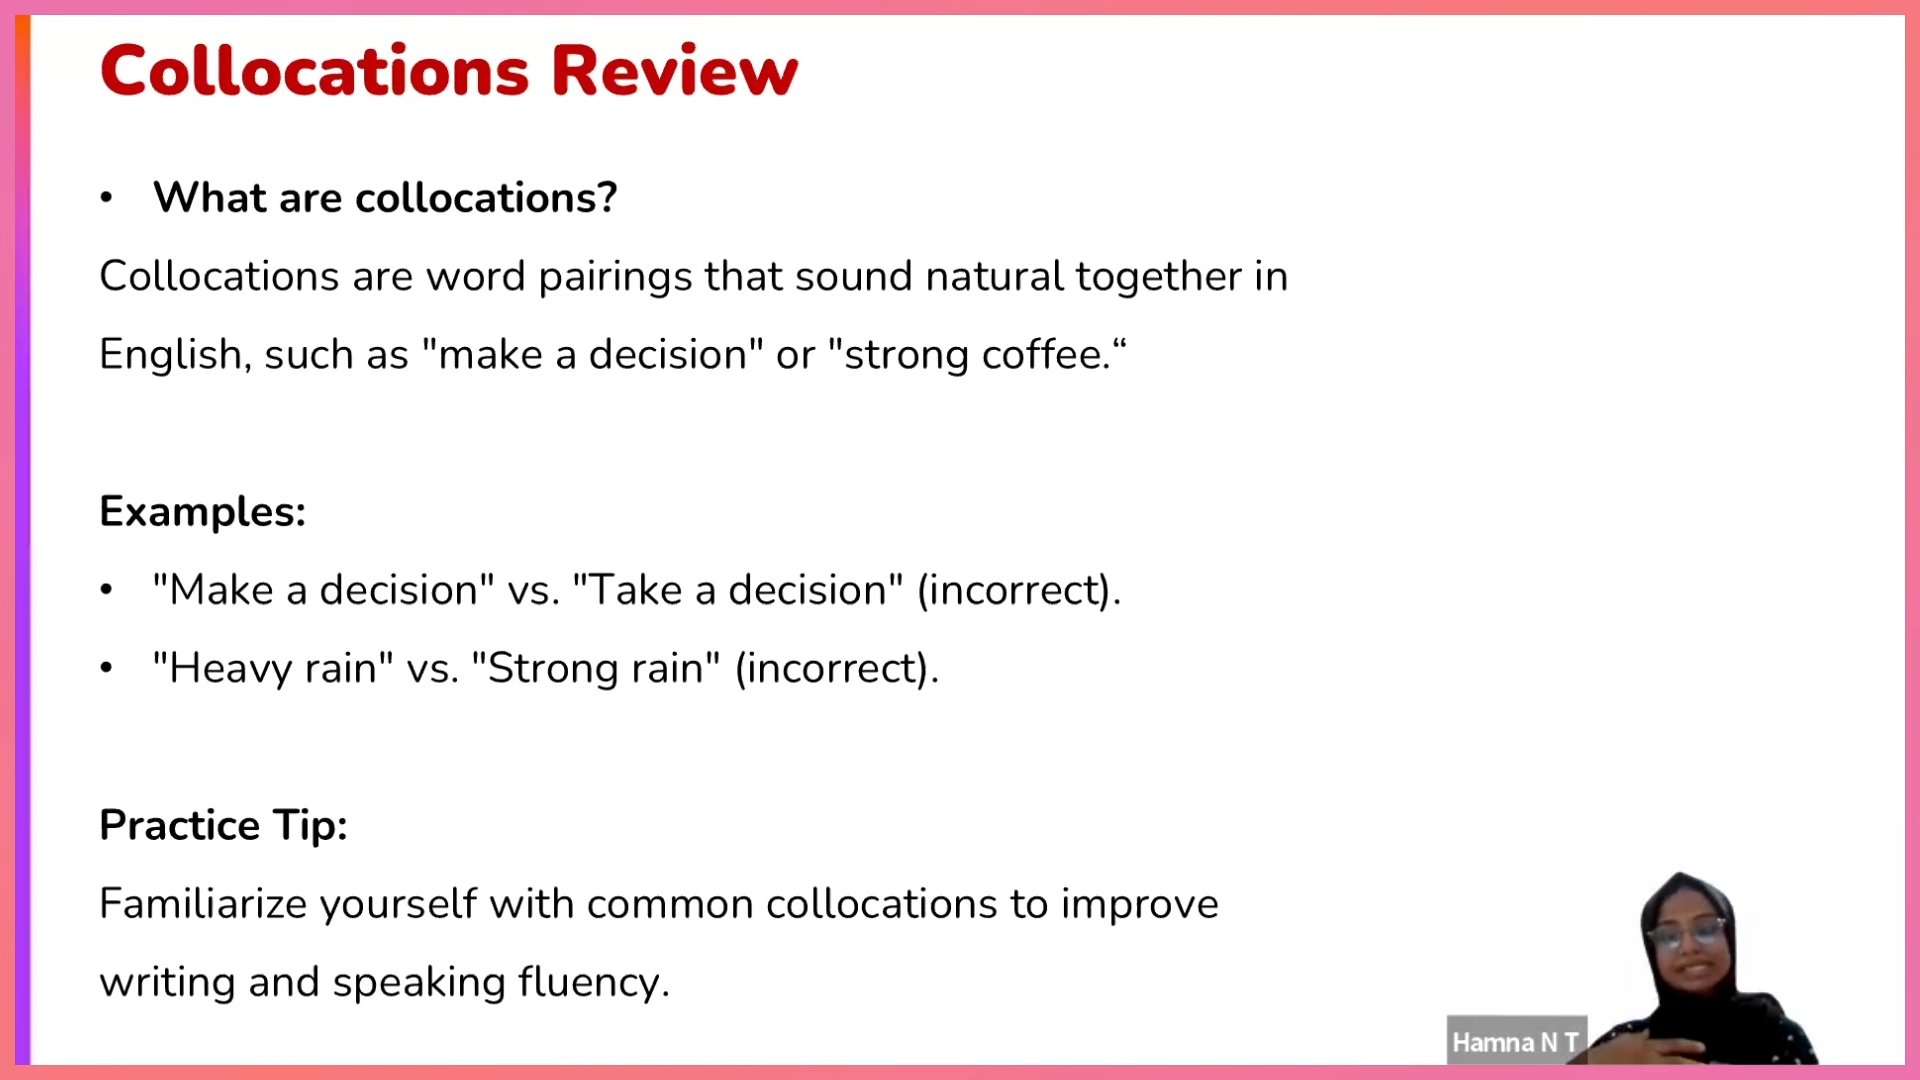 Collocations Review
• What are collocations?
Collocations are word pairings that sound natural together in
English, such as "make a decision" or "strong coffee.“
Examples:
• "Make a decision" vs. "Take a decision" (incorrect).
• "Heavy rain" vs. "Strong rain" (incorrect).
Practice Tip:
Familiarize yourself with common collocations to improve
writing and speaking fluency.
Hamna N T